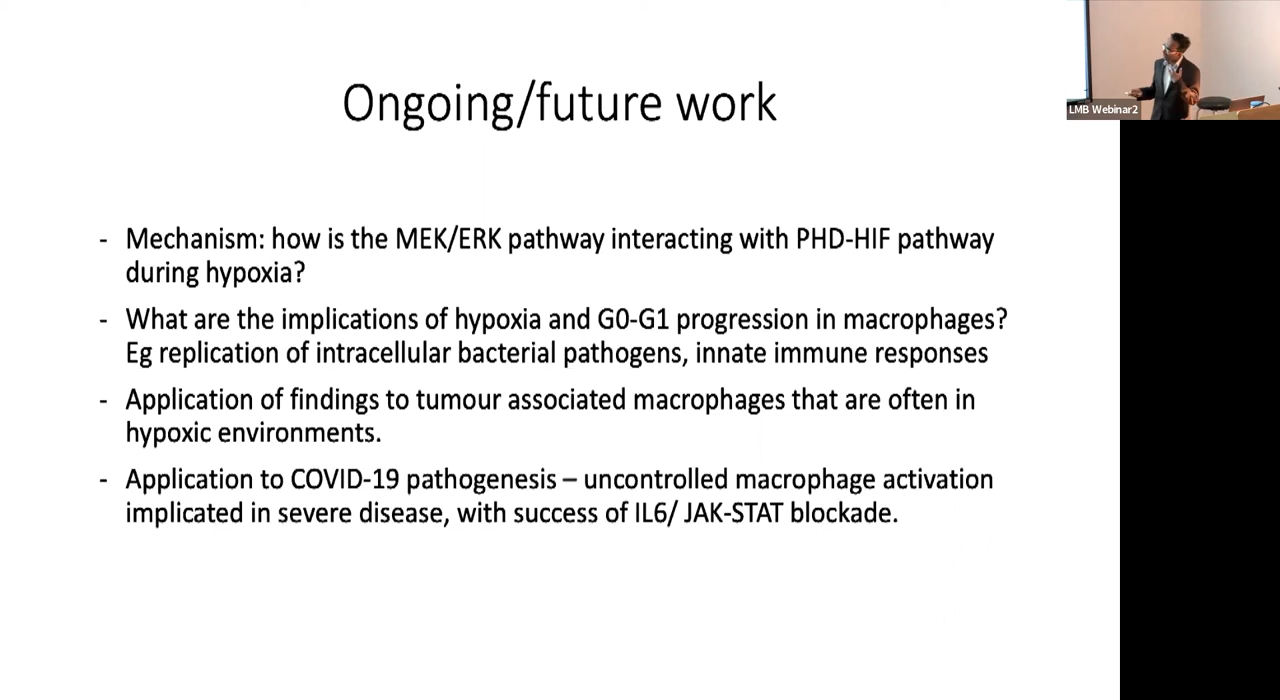 Ongoing/future work
LMB Webinar2
- Mechanism: how is the MEK/ERK pathway interacting with PHD-HIF pathway
during hypoxia?
- What are the implications of hypoxia and G0-G1 progression in macrophages?
Eg replication of intracellular bacterial pathogens, innate immune responses
- Application of findings to tumour associated macrophages that are often in
hypoxic environments.
- Application to COVID-19 pathogenesis – uncontrolled macrophage activation
implicated in severe disease, with success of IL6/ JAK-STAT blockade.